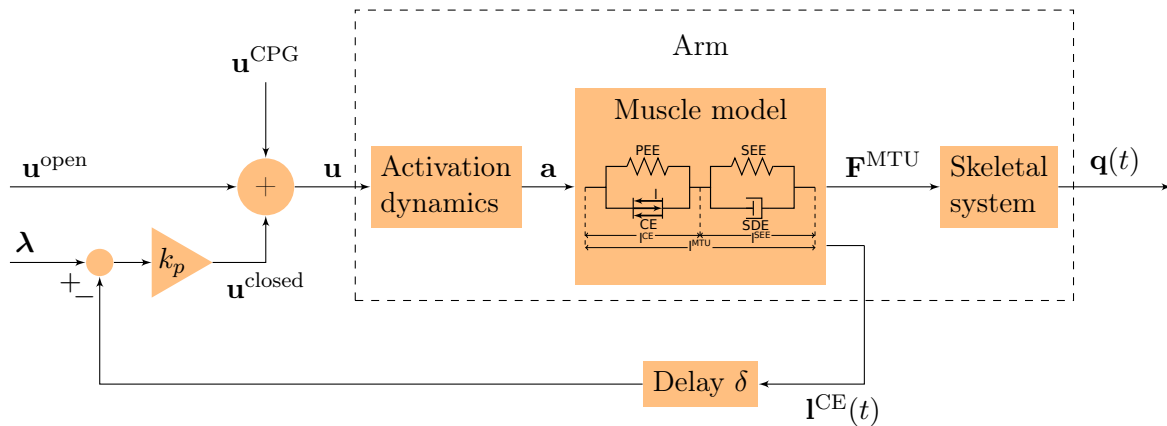 Arm
u^CPG
Muscle model
u^open
u
Activation
dynamics
a
PEE
SEE
l
CE
SDE
l^CE
l^SEE
l^MTU
F^MTU
Skeletal
system
q(t)
+
λ
+
−
k_p
u^closed
Delay δ
l^CE(t)